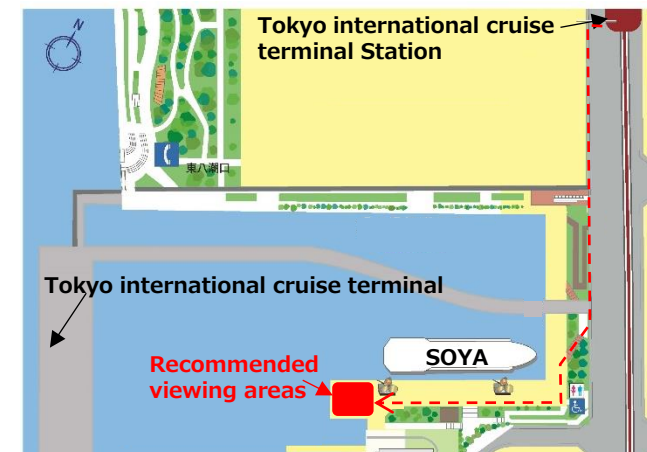 Tokyo international cruise
terminal Station
N
東八潮口
Tokyo international cruise terminal
SOYA
Recommended
viewing areas